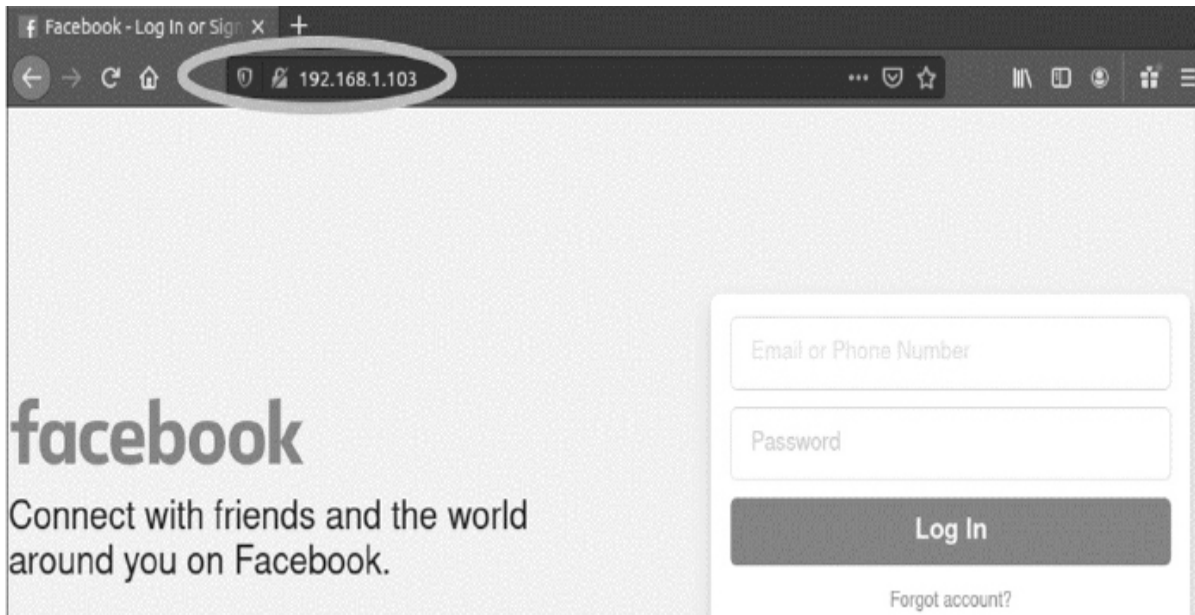 Facebook - Log In or Sign
192.168.1.103
Email or Phone Number
facebook
Password
Connect with friends and the world
around you on Facebook.
Log In
Forgot account?